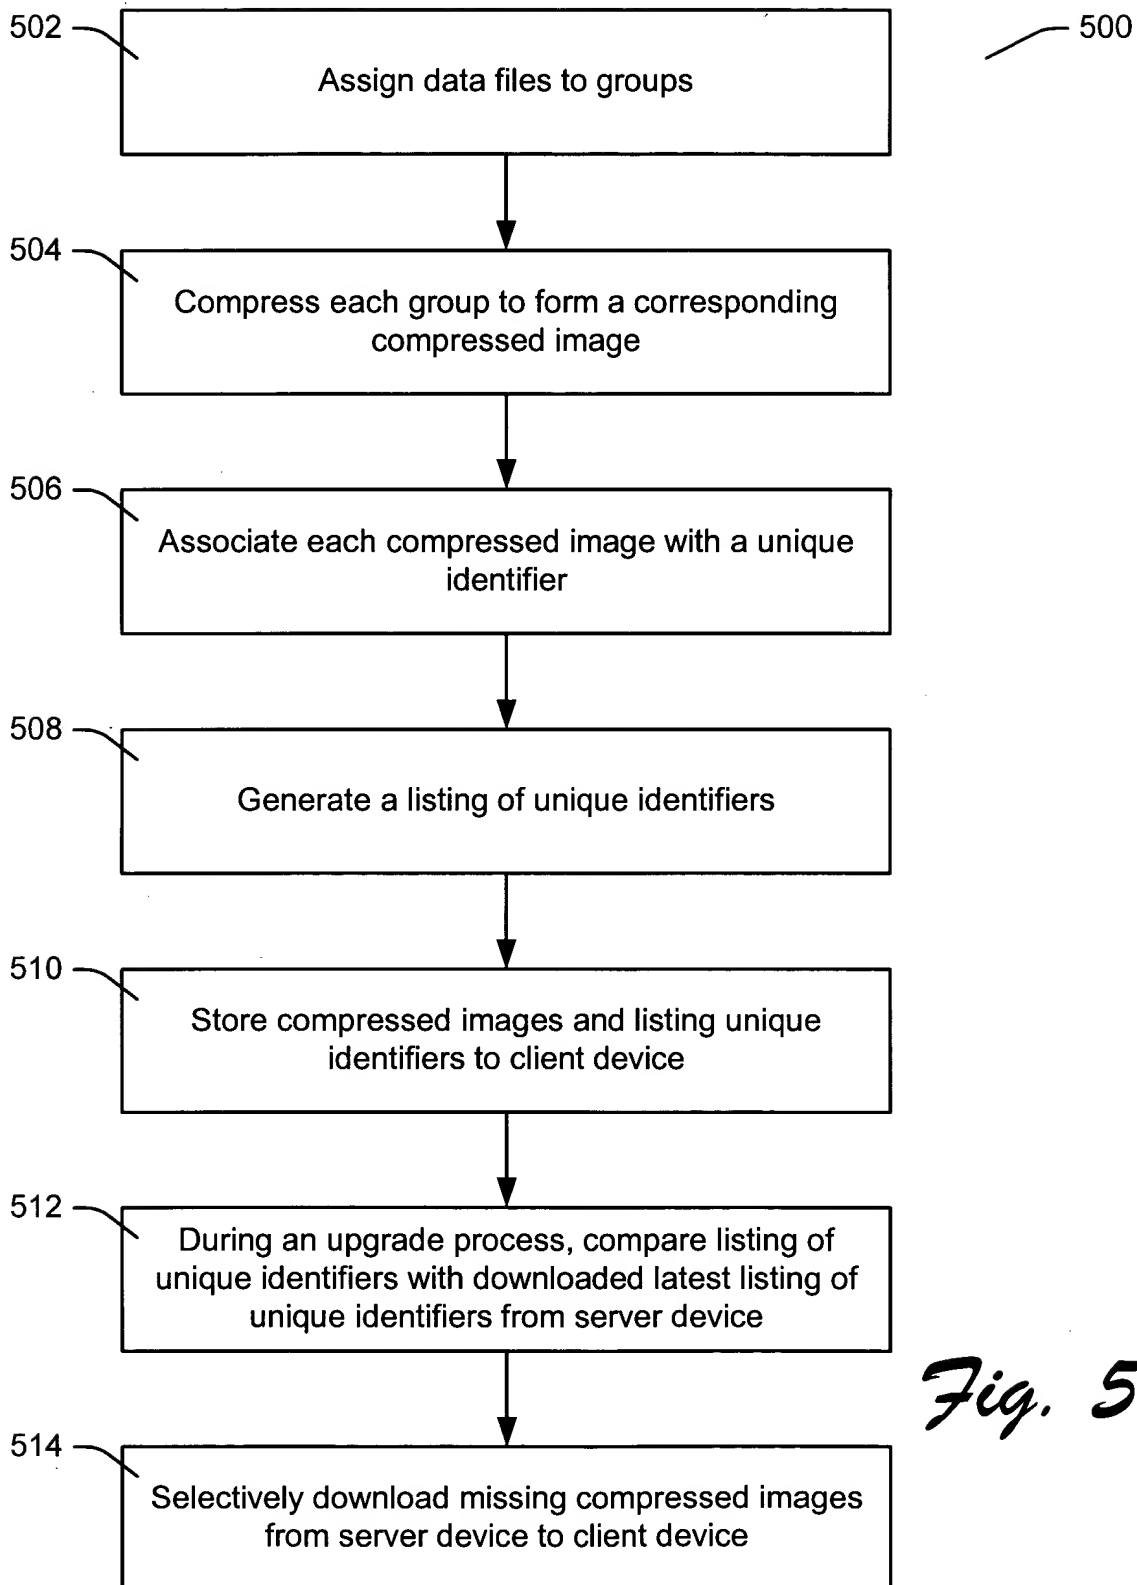 502
500
Assign data files to groups
504
Compress each group to form a corresponding
compressed image
506
Associate each compressed image with a unique
identifier
508
Generate a listing of unique identifiers
510
Store compressed images and listing unique
identifiers to client device
512
During an upgrade process, compare listing of
unique identifiers with downloaded latest listing of
unique identifiers from server device
Fig. 5
514
Selectively download missing compressed images
from server device to client device